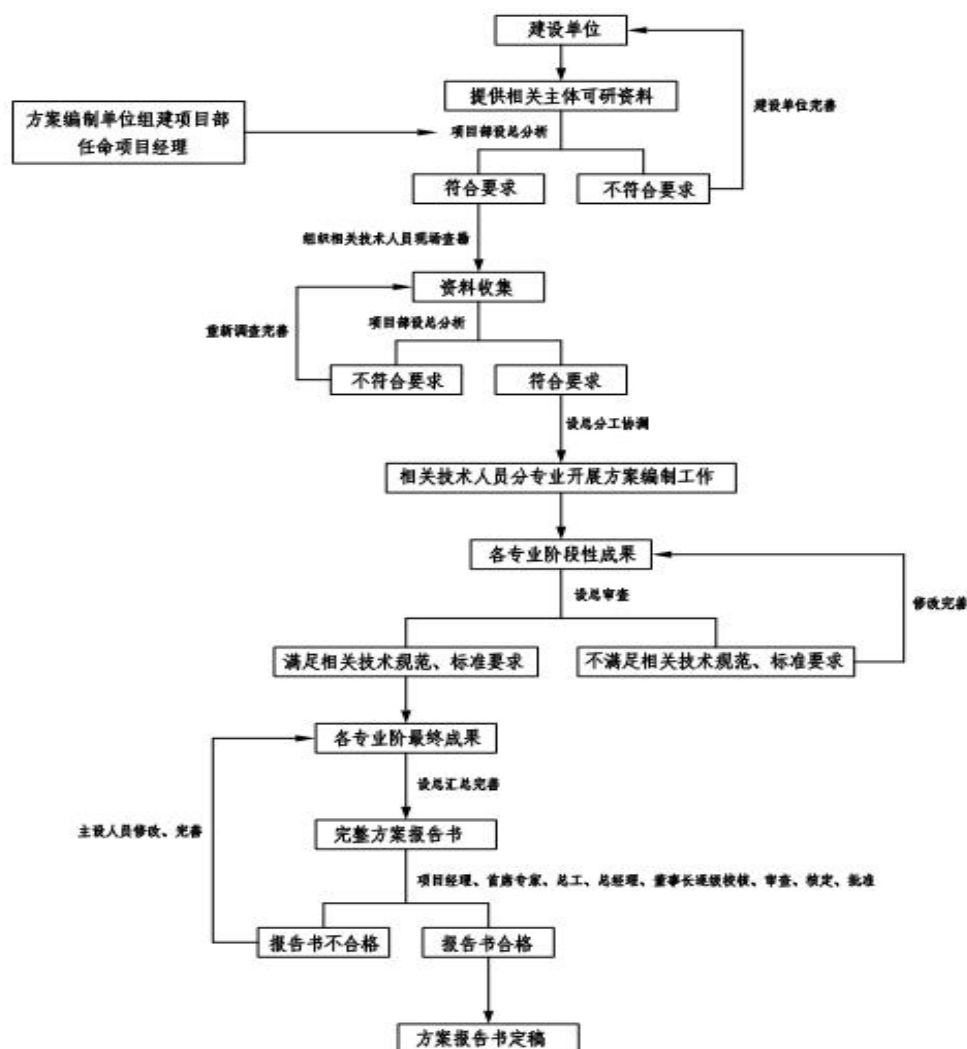 建设单位
提供相关主体可研资料
建设单位完善
方案编制单位组建项目部
任命项目经理
项目部设总分析
符合要求
不符合要求
组织相关技术人员现场查勘
资料收集
重新调查完善
项目部设总分析
不符合要求
符合要求
设总分工协调
相关技术人员分专业开展方案编制工作
各专业阶段性成果
设总审查
修改完善
满足相关技术规范、标准要求
不满足相关技术规范、标准要求
各专业阶最终成果
设总汇总完善
主设人员修改、完善
完整方案报告书
项目经理、首席专家、总工、总经理、董事长逐级校核、审查、核定、批准
报告书不合格
报告书合格
方案报告书定稿